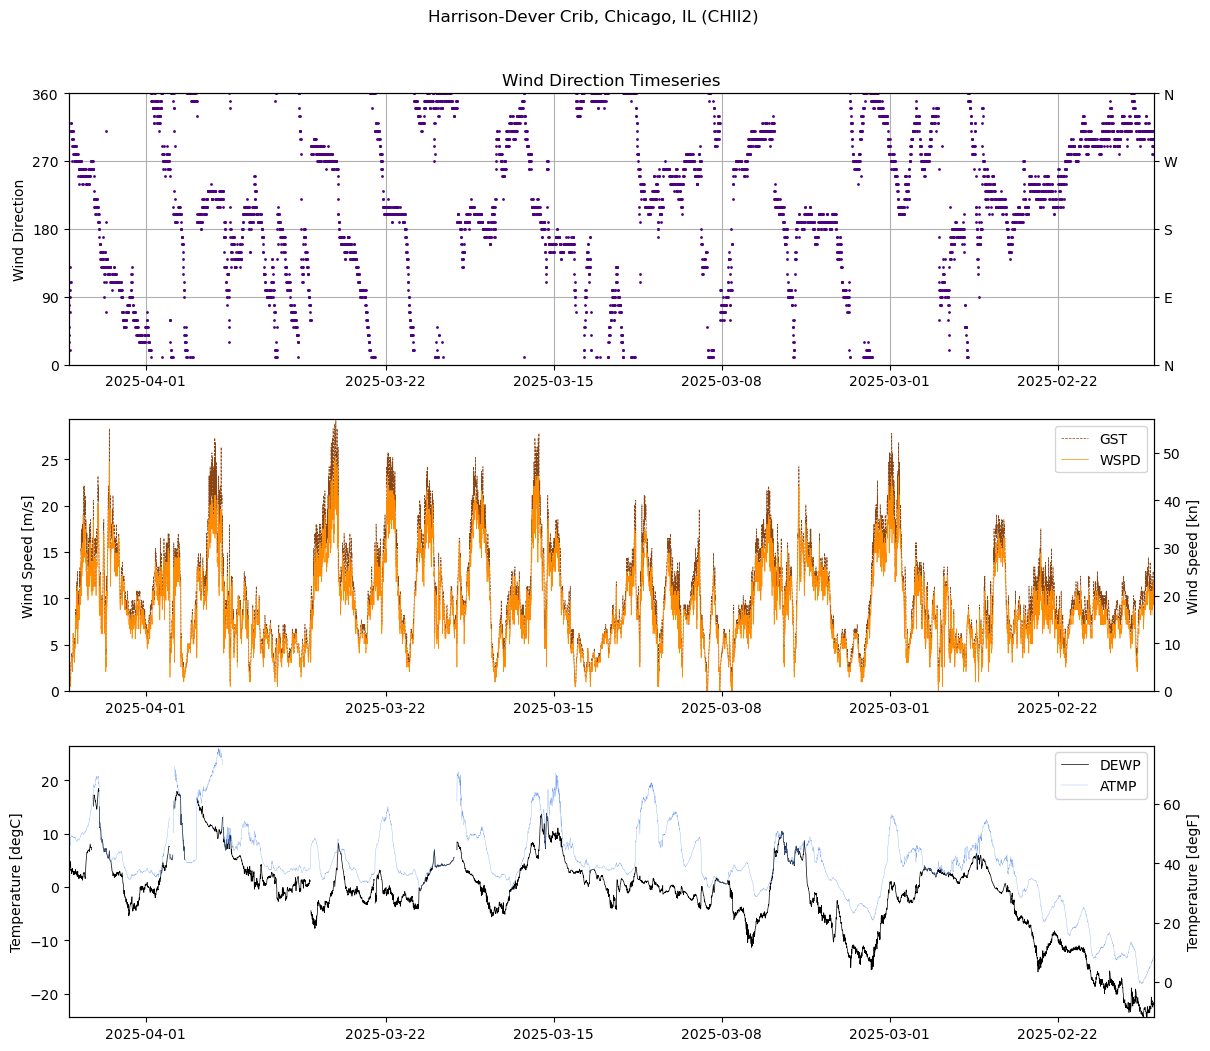 Harrison-Dever Crib, Chicago, IL (CHII2)
Wind Direction Timeseries
Wind Direction
360
270
180
90
0
N
W
S
E
N
2025-04-01
2025-03-22
2025-03-15
2025-03-08
2025-03-01
2025-02-22
Wind Speed [m/s]
25
20
15
10
5
0
GST
WSPD
50
40
30
20
10
0
Wind Speed [kn]
2025-04-01
2025-03-22
2025-03-15
2025-03-08
2025-03-01
2025-02-22
Temperature [degC]
20
10
0
−10
−20
DEWP
ATMP
60
40
20
0
Temperature [degF]
2025-04-01
2025-03-22
2025-03-15
2025-03-08
2025-03-01
2025-02-22